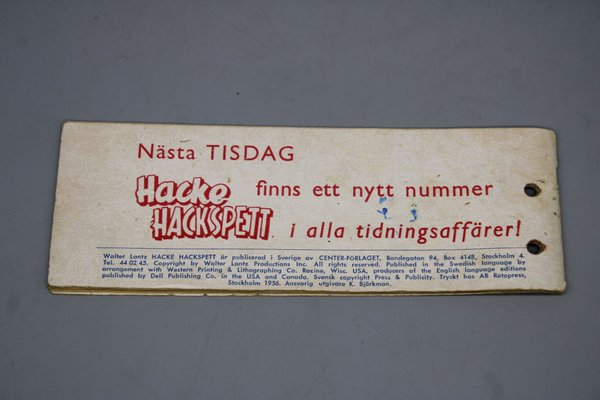 Nästa TISDAG
Hacke finns ett nytt nummer
HACKSPETT i alla tidningsaffärer!
Walter Lantz HACKE HACKSPETT är publicerad i Sverige av CENTER-FÖRLAGET, Bondegatan 94, Box 4148, Stockholm 4.
Tel. 44 02 45. Copyright by Walter Lantz Productions Inc. All rights reserved. Published in the Swedish language by
arrangement with Western Printing & Lithographing Co. Racine, Wisc. USA, producers of the English language editions
published by Dell Publishing Co. in the USA and Canada. Svensk copyright Press & Publicity. Tryckt hos AB Rotopress,
Stockholm 1956. Ansvarig utgivare K. Björkman.